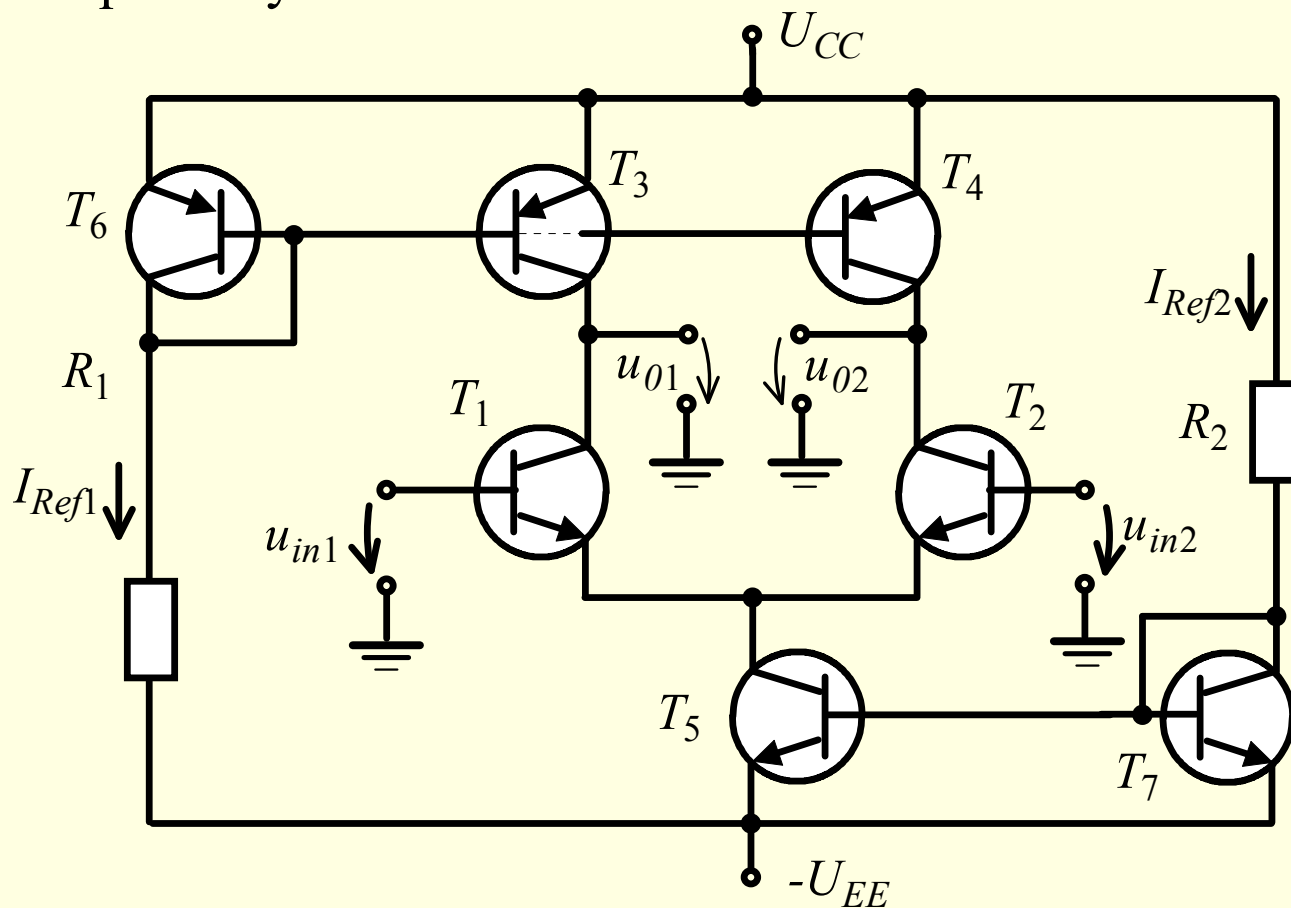 U_CC
T_6
T_3
T_4
I_Ref2
R_1
u_01
u_02
T_1
T_2
R_2
I_Ref1
u_in1
u_in2
T_5
T_7
-U_EE